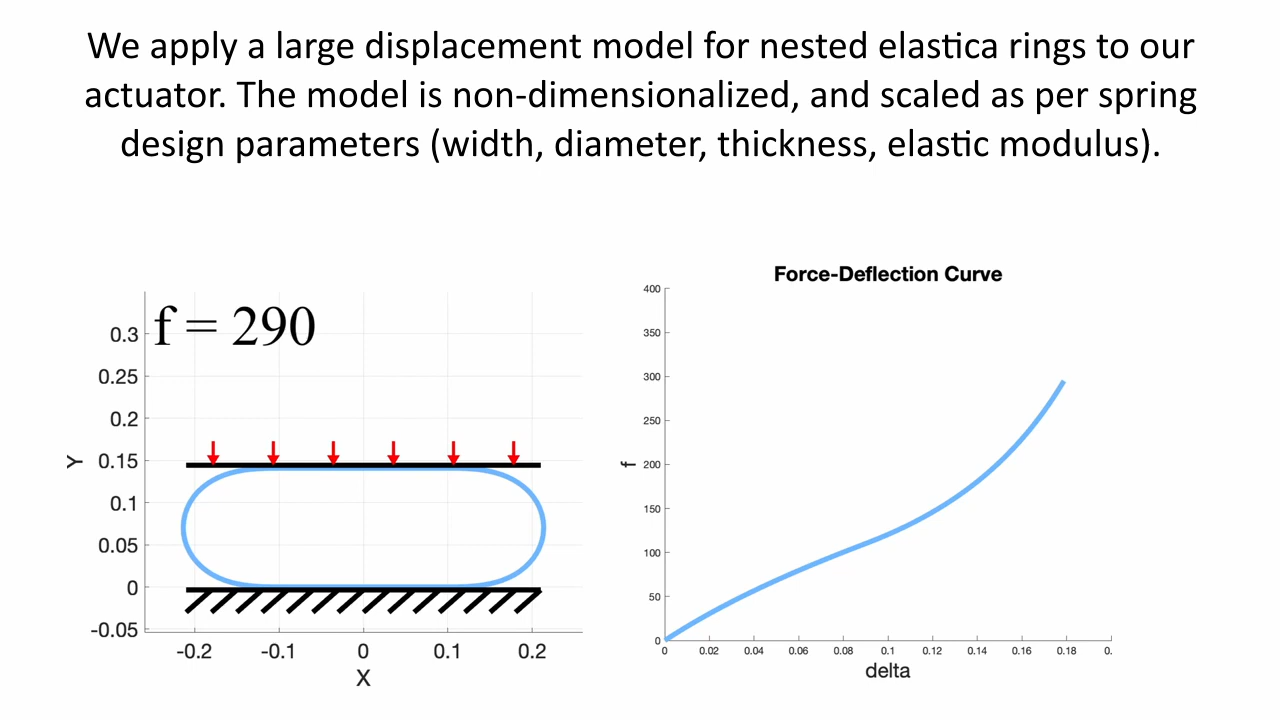 We apply a large displacement model for nested elastica rings to our
actuator. The model is non-dimensionalized, and scaled as per spring
design parameters (width, diameter, thickness, elastic modulus).
f = 290
0.3
0.25
0.2
0.15
0.1
0.05
0
-0.05
Y
-0.2 -0.1 0 0.1 0.2
X
Force-Deflection Curve
400
350
300
250
200
150
100
50
0
f
0 0.02 0.04 0.06 0.08 0.1 0.12 0.14 0.16 0.18 0.
delta